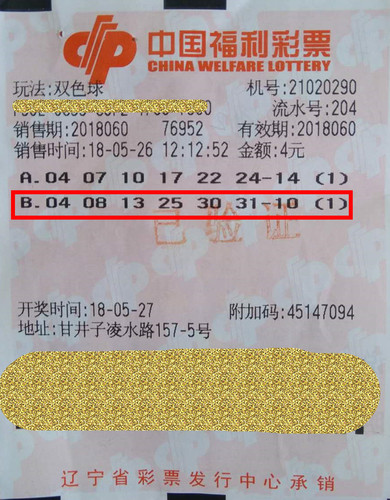 中国福利彩票
CHINA WELFARE LOTTERY
玩法:双色球 机号:21020290
流水号:204
销售期:2018060 76952 有效期:2018060
销售时间:18-05-26 12:12:52 金额:4元
A.04 07 10 17 22 24-14 (1)
B.04 08 13 25 30 31-10 (1)
已验证
开奖时间:18-05-27 附加码:45147094
地址:甘井子凌水路157-5号
辽宁省彩票发行中心承销